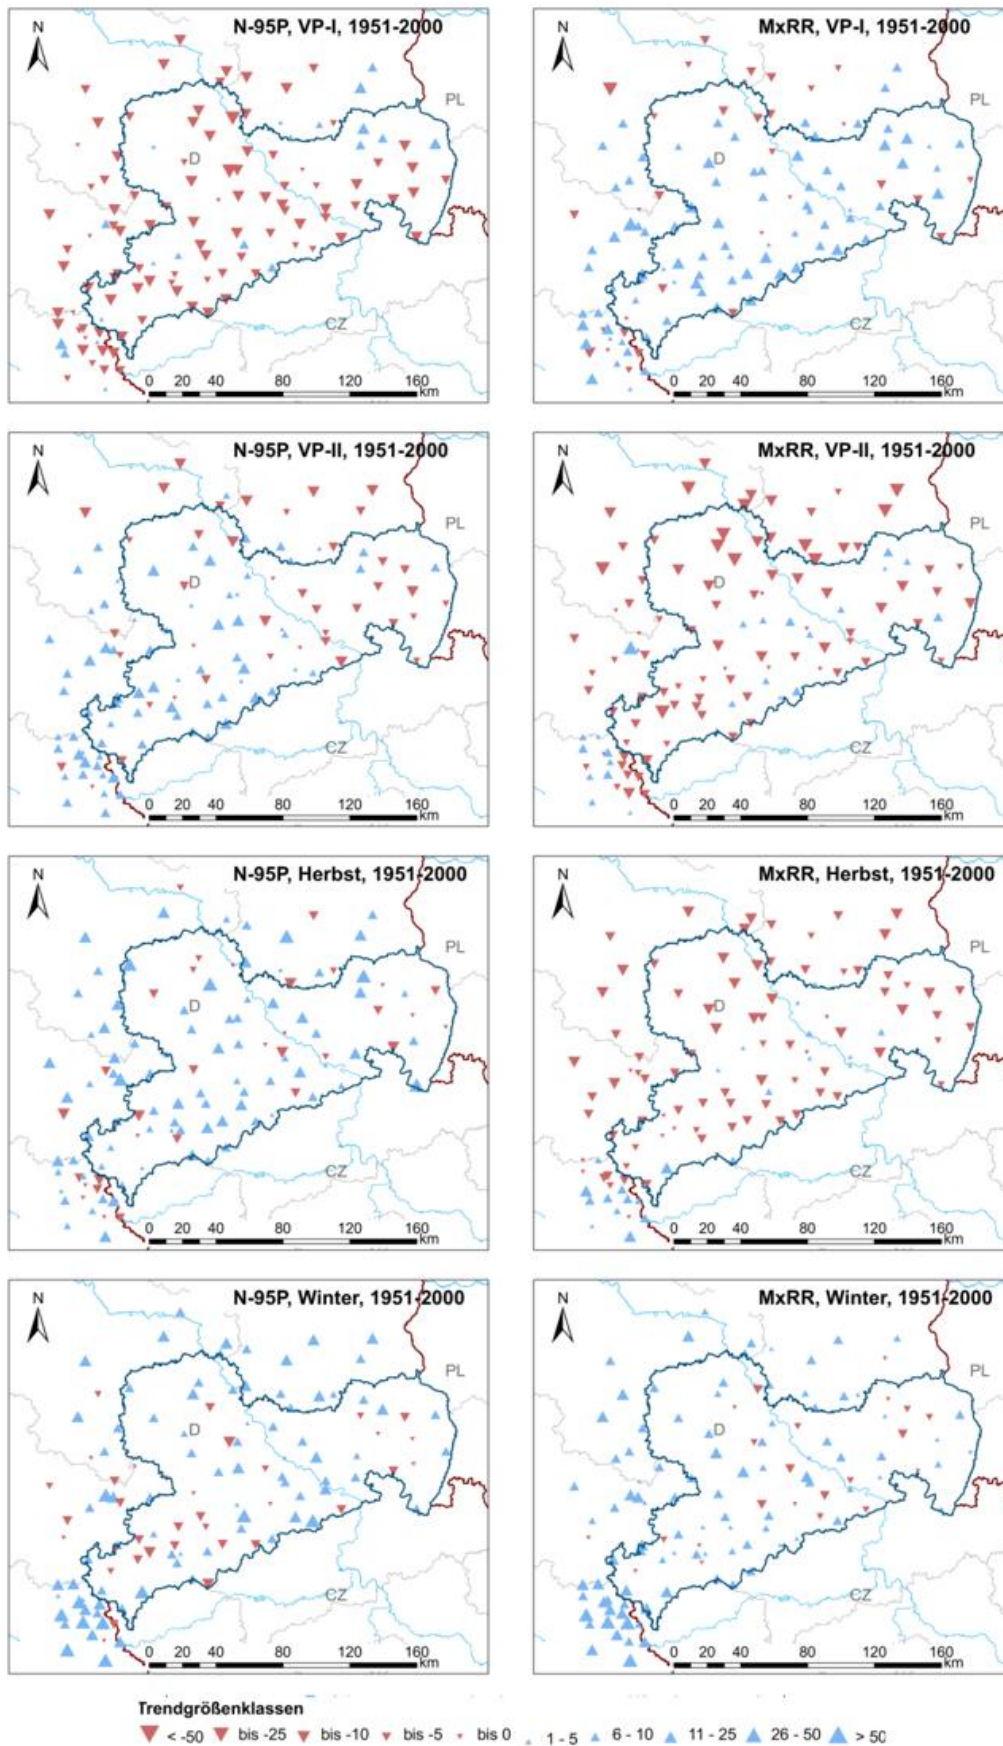 N-95P, VP-I, 1951-2000
N
PL
D
CZ
0 20 40 80 120 160
km
MxRR, VP-I, 1951-2000
N
PL
D
CZ
0 20 40 80 120 160
km
N-95P, VP-II, 1951-2000
N
PL
D
CZ
0 20 40 80 120 160
km
MxRR, VP-II, 1951-2000
N
PL
D
CZ
0 20 40 80 120 160
km
N-95P, Herbst, 1951-2000
N
PL
D
CZ
0 20 40 80 120 160
km
MxRR, Herbst, 1951-2000
N
PL
D
CZ
0 20 40 80 120 160
km
N-95P, Winter, 1951-2000
N
PL
D
CZ
0 20 40 80 120 160
km
MxRR, Winter, 1951-2000
N
PL
D
CZ
0 20 40 80 120 160
km
Trendgrößenklassen
< -50 bis -25 bis -10 bis -5 bis 0 1 - 5 6 - 10 11 - 25 26 - 50 > 50